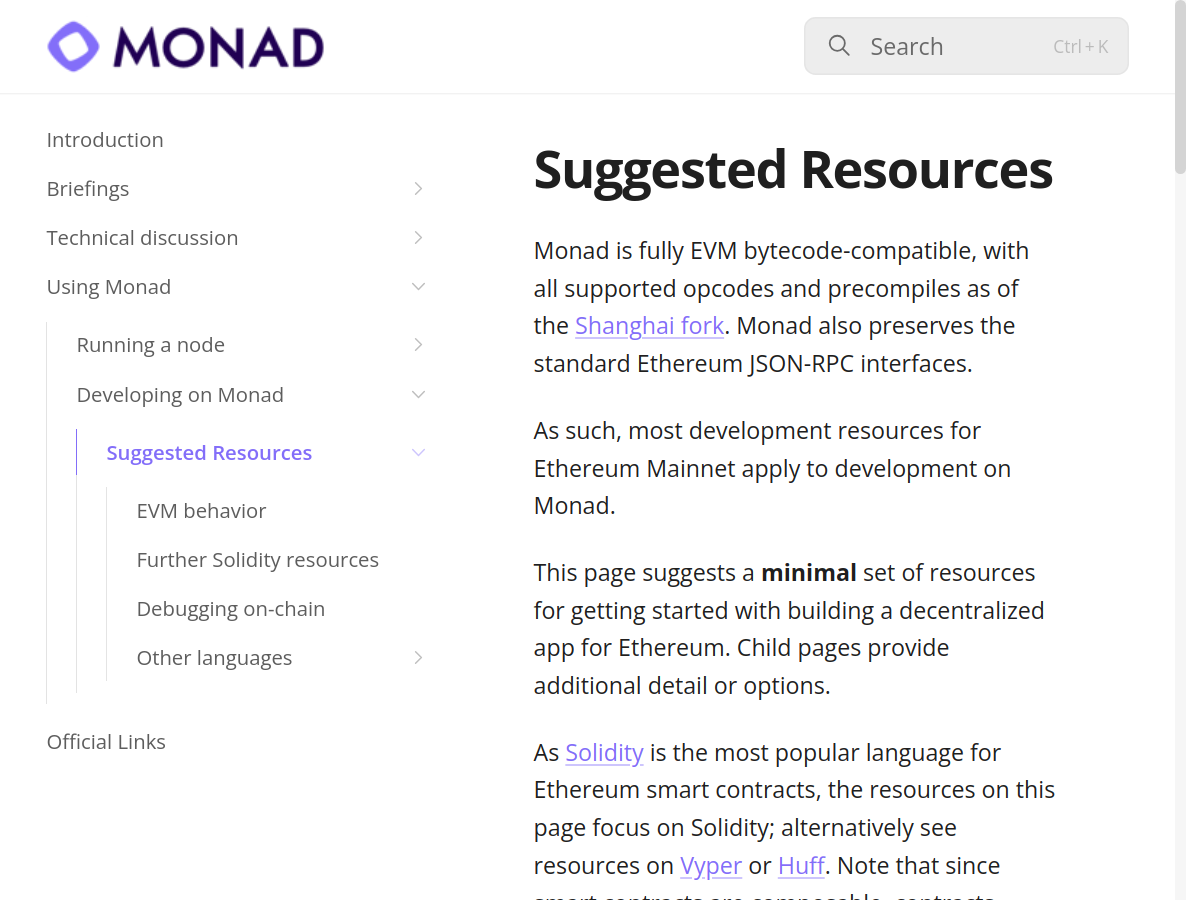 MONAD
Search
Ctrl + K
Introduction
Briefings
Technical discussion
Using Monad
Running a node
Developing on Monad
Suggested Resources
EVM behavior
Further Solidity resources
Debugging on-chain
Other languages
Official Links
Suggested Resources
Monad is fully EVM bytecode-compatible, with
all supported opcodes and precompiles as of
the Shanghai fork. Monad also preserves the
standard Ethereum JSON-RPC interfaces.
As such, most development resources for
Ethereum Mainnet apply to development on
Monad.
This page suggests a minimal set of resources
for getting started with building a decentralized
app for Ethereum. Child pages provide
additional detail or options.
As Solidity is the most popular language for
Ethereum smart contracts, the resources on this
page focus on Solidity; alternatively see
resources on Vyper or Huff. Note that since
smart contracts are composable, contracts